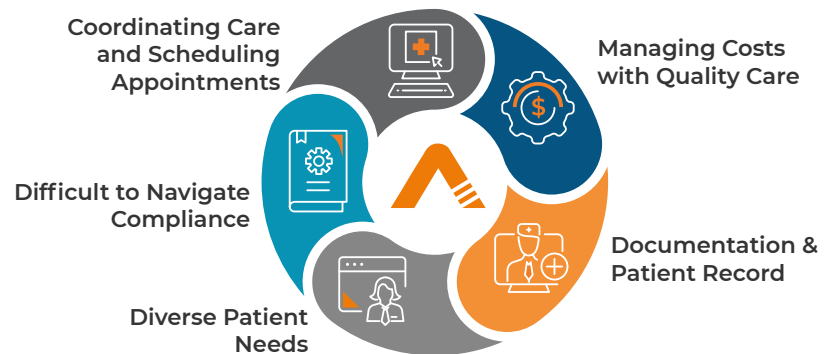 Coordinating Care
and Scheduling
Appointments
Managing Costs
with Quality Care
$
Difficult to Navigate
Compliance
Documentation &
Patient Record
Diverse Patient
Needs